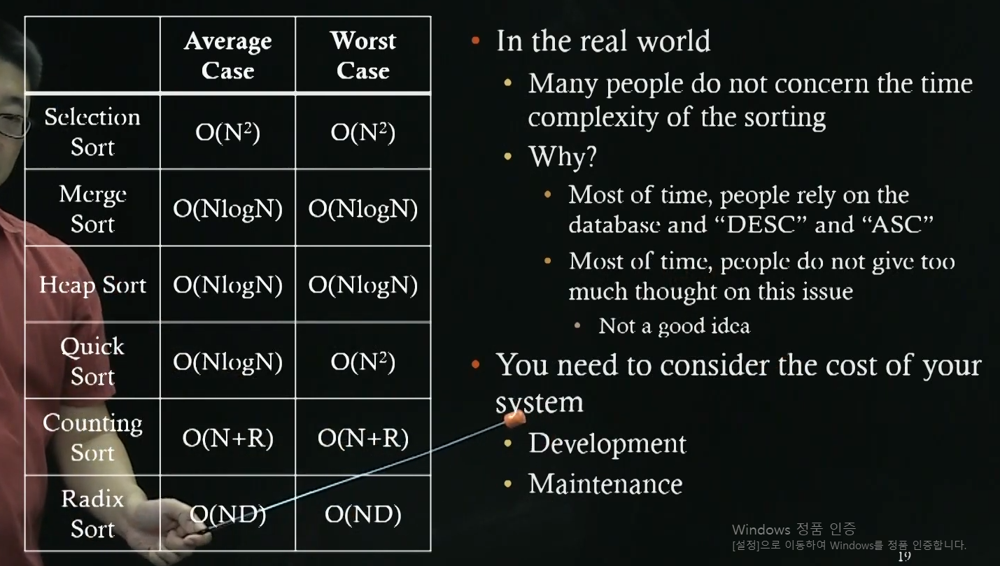 Average Case
Worst Case
Selection Sort
O(N²)
O(N²)
Merge Sort
O(NlogN)
O(NlogN)
Heap Sort
O(NlogN)
O(NlogN)
Quick Sort
O(NlogN)
O(N²)
Counting Sort
O(N+R)
O(N+R)
Radix Sort
O(ND)
O(ND)
In the real world
Many people do not concern the time
complexity of the sorting
Why?
Most of time, people rely on the
database and “DESC” and “ASC”
Most of time, people do not give too
much thought on this issue
Not a good idea
You need to consider the cost of your
system
Development
Maintenance
Windows 정품 인증
[설정]으로 이동하여 Windows를 정품 인증합니다.
19